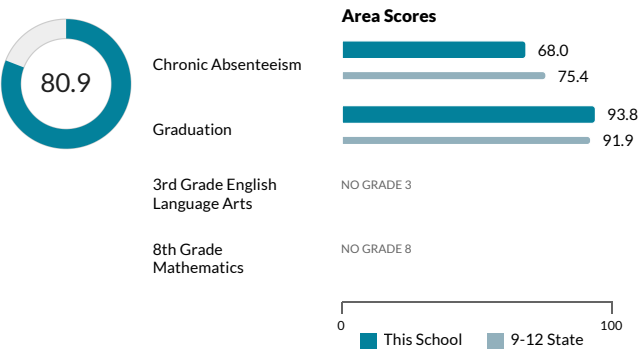 80.9
Area Scores
Chronic Absenteeism
68.0
75.4
Graduation
93.8
91.9
3rd Grade English
Language Arts
NO GRADE 3
8th Grade
Mathematics
NO GRADE 8
0
100
This School
9-12 State